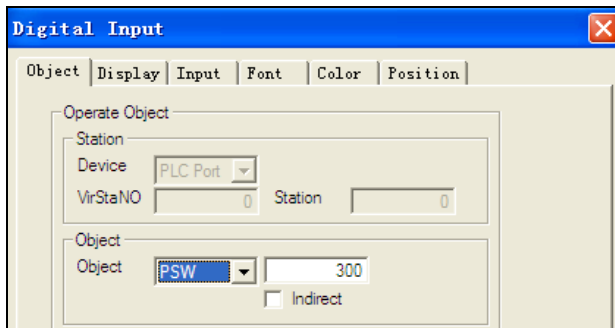 Digital Input
Object Display Input Font Color Position
Operate Object
Station
Device PLC Port
VirStaNO 0 Station 0
Object
Object PSW 300
Indirect